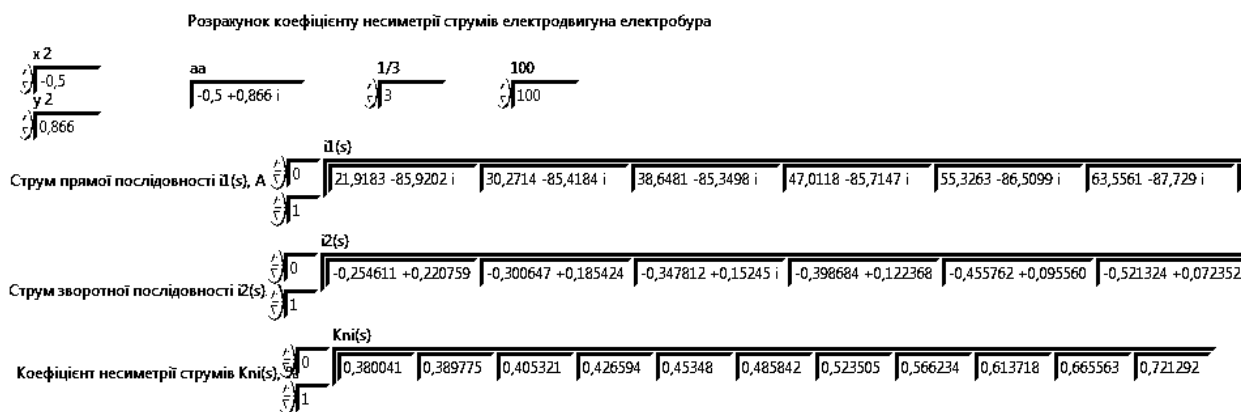 Розрахунок коефіцієнту несиметрії струмів електродвигуна електробура
x 2
-0,5
y 2
0,866
aa
-0,5 +0,866 i
1/3
3
100
100
i1(s)
Струм прямої послідовності i1(s), А
0
21,9183 -85,9202 i
30,2714 -85,4184 i
38,6481 -85,3498 i
47,0118 -85,7147 i
55,3263 -86,5099 i
63,5561 -87,729 i
1
i2(s)
Струм зворотної послідовності i2(s)
0
-0,254611 +0,220759
-0,300647 +0,185424
-0,347812 +0,15245 i
-0,398684 +0,122368
-0,455762 +0,095560
-0,521324 +0,072352
1
Kni(s)
Коефіцієнт несиметрії струмів Kni(s), %
0
0,380041
0,389775
0,405321
0,426594
0,45348
0,485842
0,523505
0,566234
0,613718
0,665563
0,721292
1